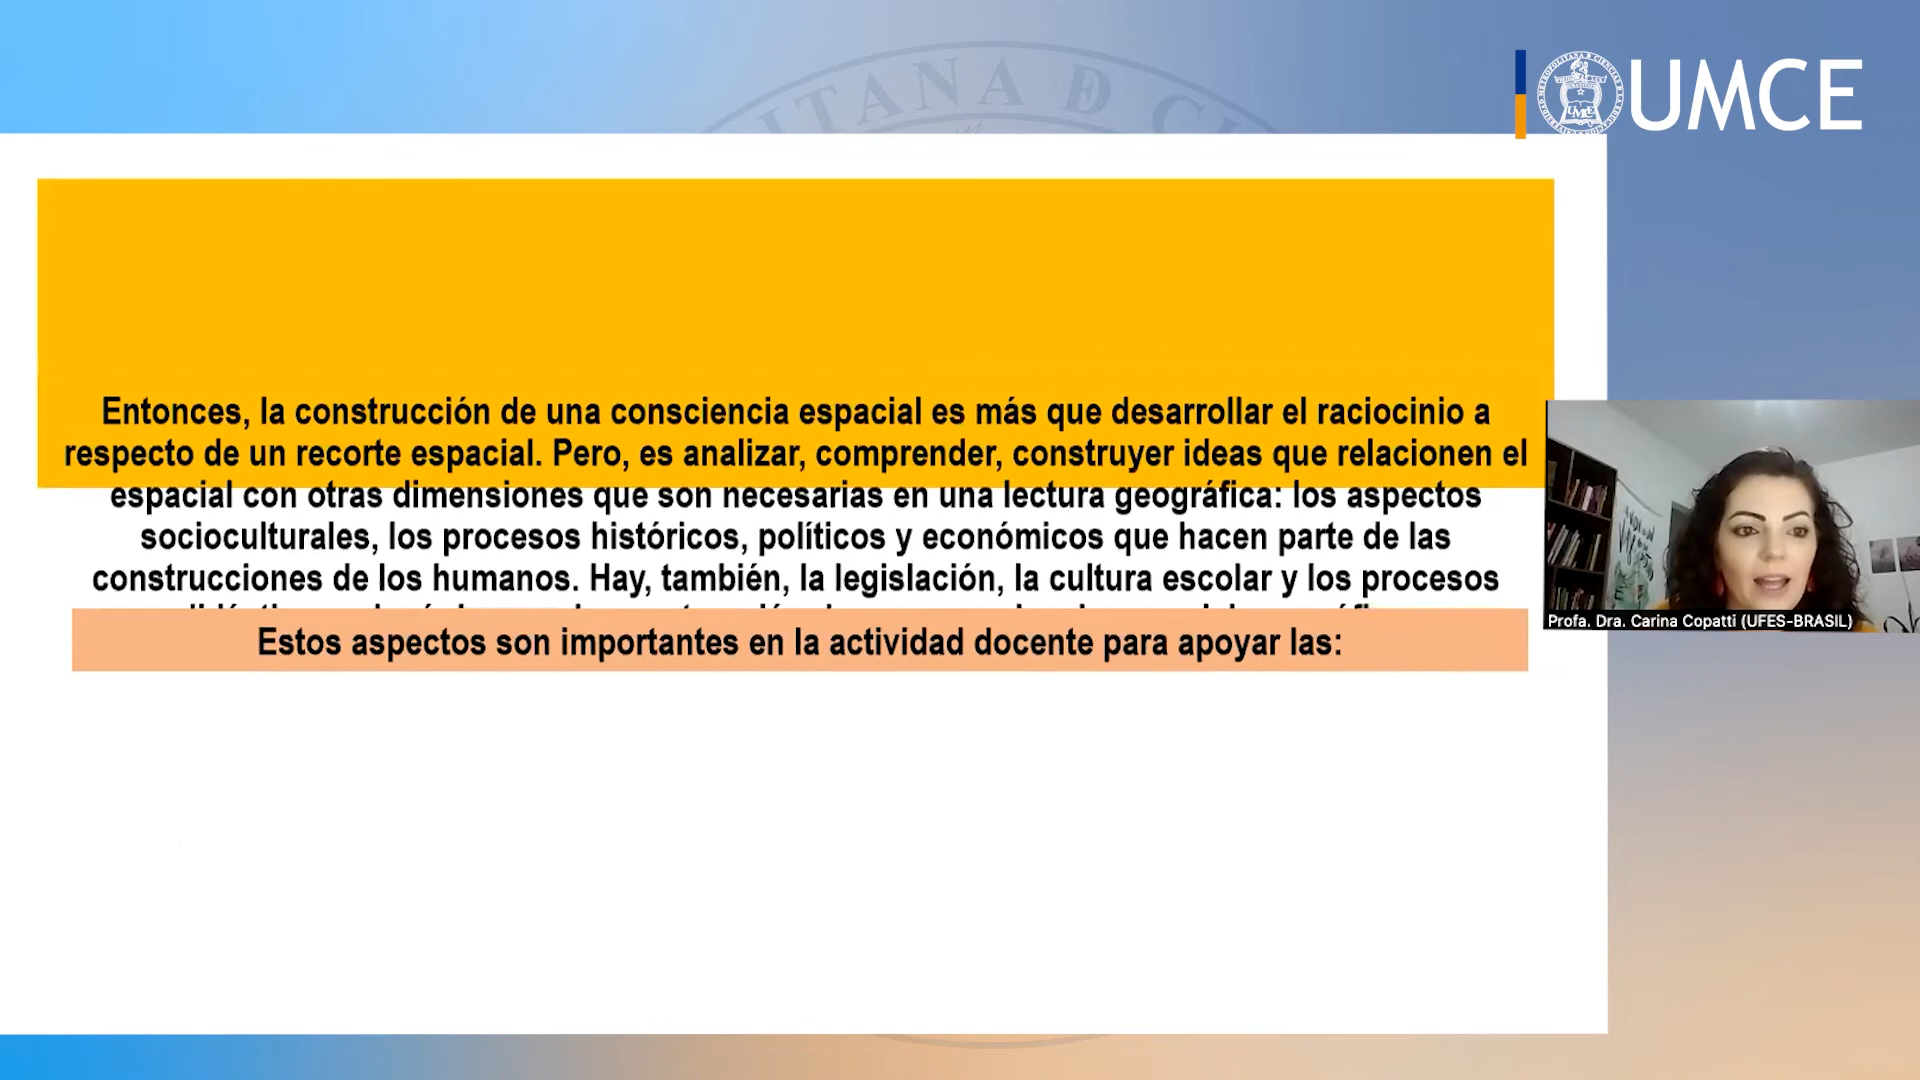 ITANA Đ CI
UMCE
Entonces, la construcción de una consciencia espacial es más que desarrollar el raciocinio a
respecto de un recorte espacial. Pero, es analizar, comprender, construyer ideas que relacionen el
espacial con otras dimensiones que son necesarias en una lectura geográfica: los aspectos
socioculturales, los procesos históricos, políticos y económicos que hacen parte de las
construcciones de los humanos. Hay, también, la legislación, la cultura escolar y los procesos
Estos aspectos son importantes en la actividad docente para apoyar las:
Profa. Dra. Carina Copatti (UFES-BRASIL)